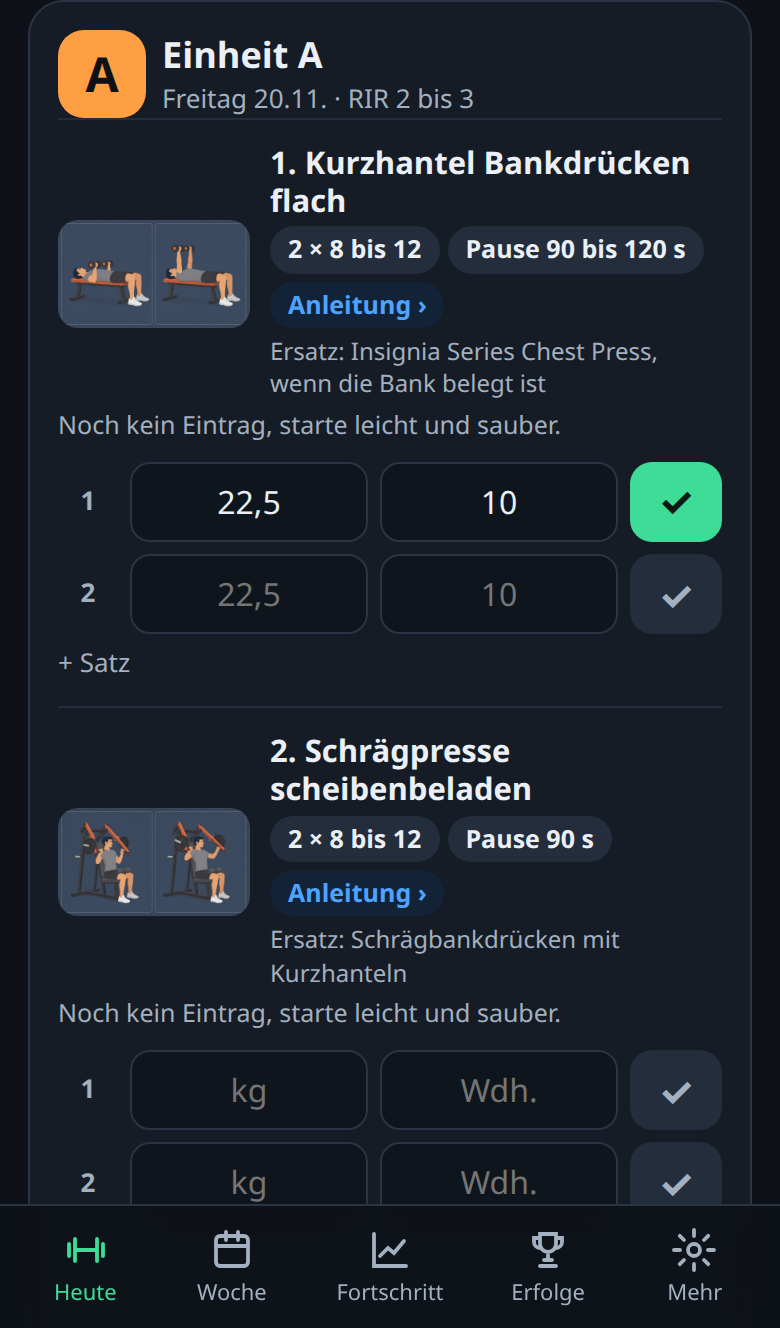 A
Einheit A
Freitag 20.11. · RIR 2 bis 3
1. Kurzhantel Bankdrücken
flach
2 × 8 bis 12
Pause 90 bis 120 s
Anleitung ›
Ersatz: Insignia Series Chest Press,
wenn die Bank belegt ist
Noch kein Eintrag, starte leicht und sauber.
1 22,5 10 ✓
2 22,5 10 ✓
+ Satz
2. Schrägpresse
scheibenbeladen
2 × 8 bis 12
Pause 90 s
Anleitung ›
Ersatz: Schrägbankdrücken mit
Kurzhanteln
Noch kein Eintrag, starte leicht und sauber.
1 kg Wdh. ✓
2 kg Wdh. ✓
Heute Woche Fortschritt Erfolge Mehr